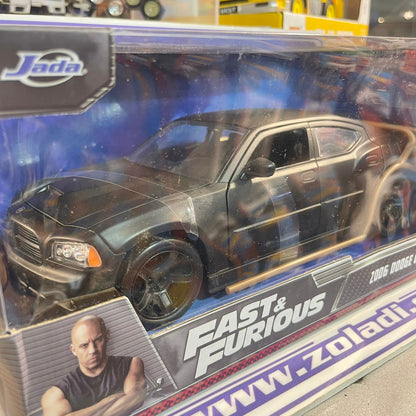 Jada
FAST &
FURIOUS
2006 DODGE
www.zoladi.